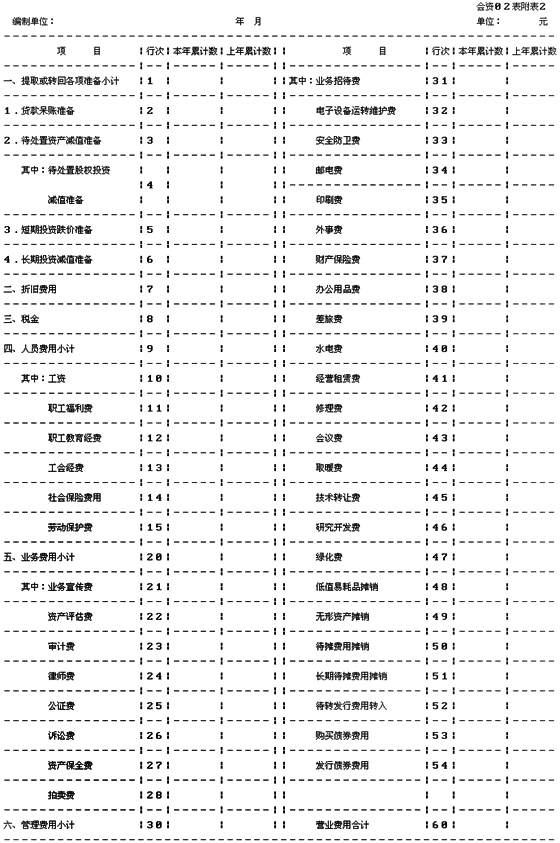 会资02表附表2
编制单位： 年 月 单位： 元
项 目 行次 本年累计数 上年累计数 项 目 行次 本年累计数 上年累计数
一、提取或转回各项准备小计 1 其中：业务招待费 31
1．贷款呆账准备 2 电子设备运转维护费 32
2．待处置资产减值准备 3 安全防卫费 33
其中：待处置股权投资 邮电费 34
4
减值准备 印刷费 35
3．短期投资跌价准备 5 外事费 36
4．长期投资减值准备 6 财产保险费 37
二、折旧费用 7 办公用品费 38
三、税金 8 差旅费 39
四、人员费用小计 9 水电费 40
其中：工资 10 经营租赁费 41
职工福利费 11 修理费 42
职工教育经费 12 会议费 43
工会经费 13 取暖费 44
社会保险费用 14 技术转让费 45
劳动保护费 15 研究开发费 46
五、业务费用小计 20 绿化费 47
其中：业务宣传费 21 低值易耗品摊销 48
资产评估费 22 无形资产摊销 49
审计费 23 待摊费用摊销 50
律师费 24 长期待摊费用摊销 51
公证费 25 待转发行费用转入 52
诉讼费 26 购买债券费用 53
资产保全费 27 发行债券费用 54
拍卖费 28
六、管理费用小计 30 营业费用合计 60